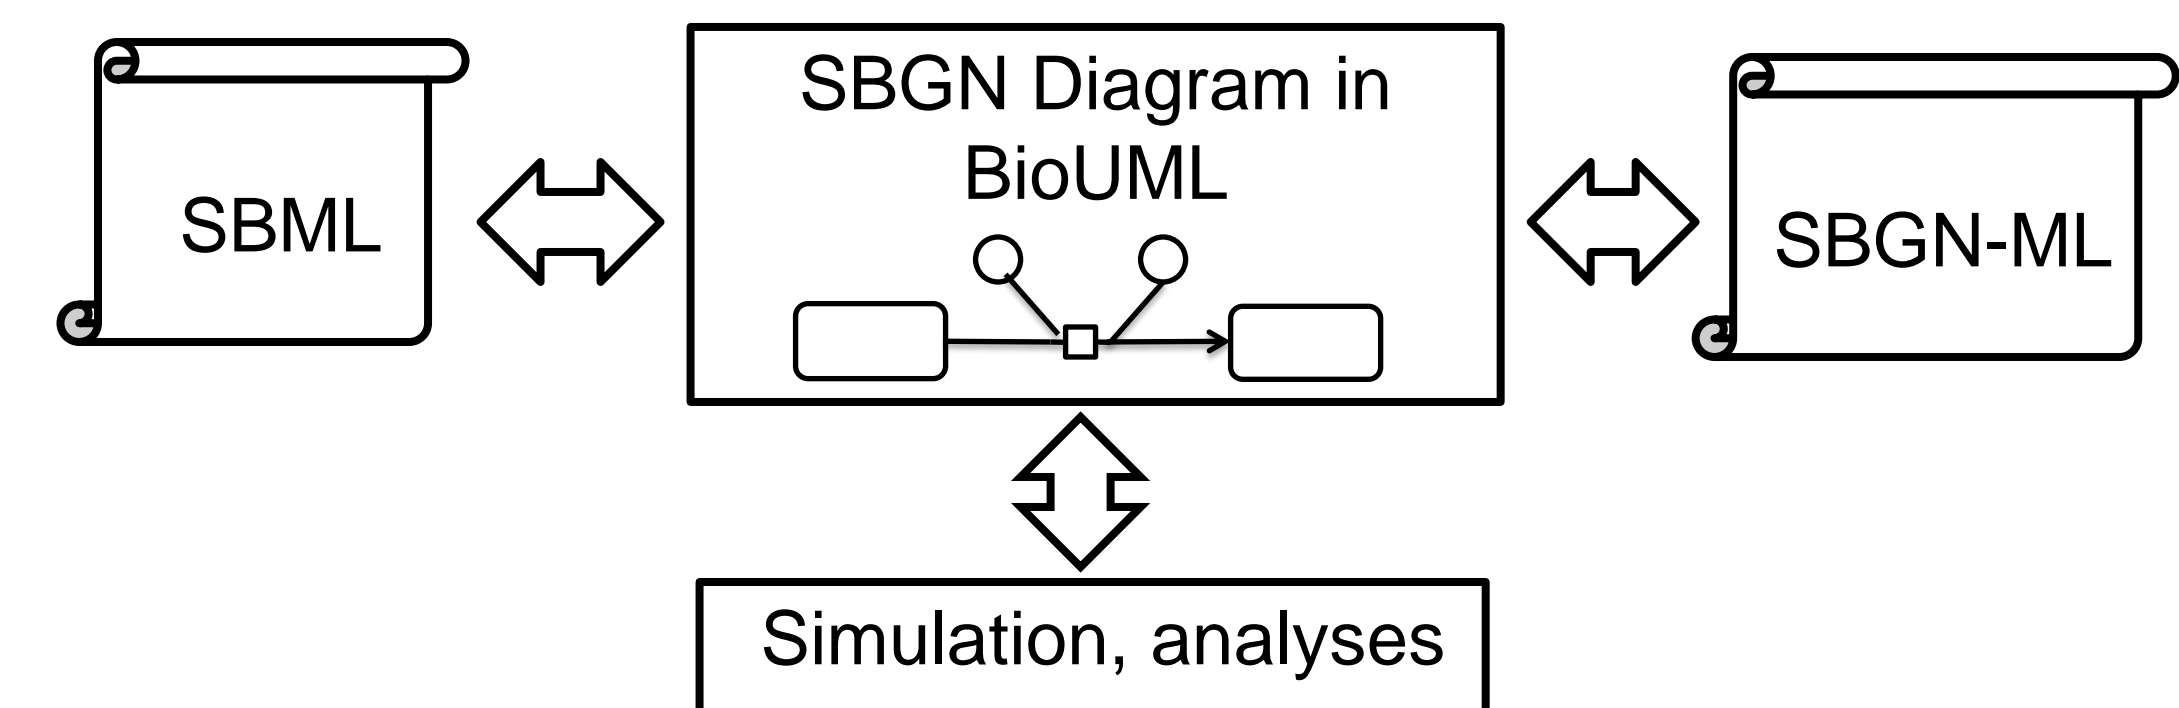 SBML
SBGN Diagram in
BioUML
SBGN-ML
Simulation, analyses